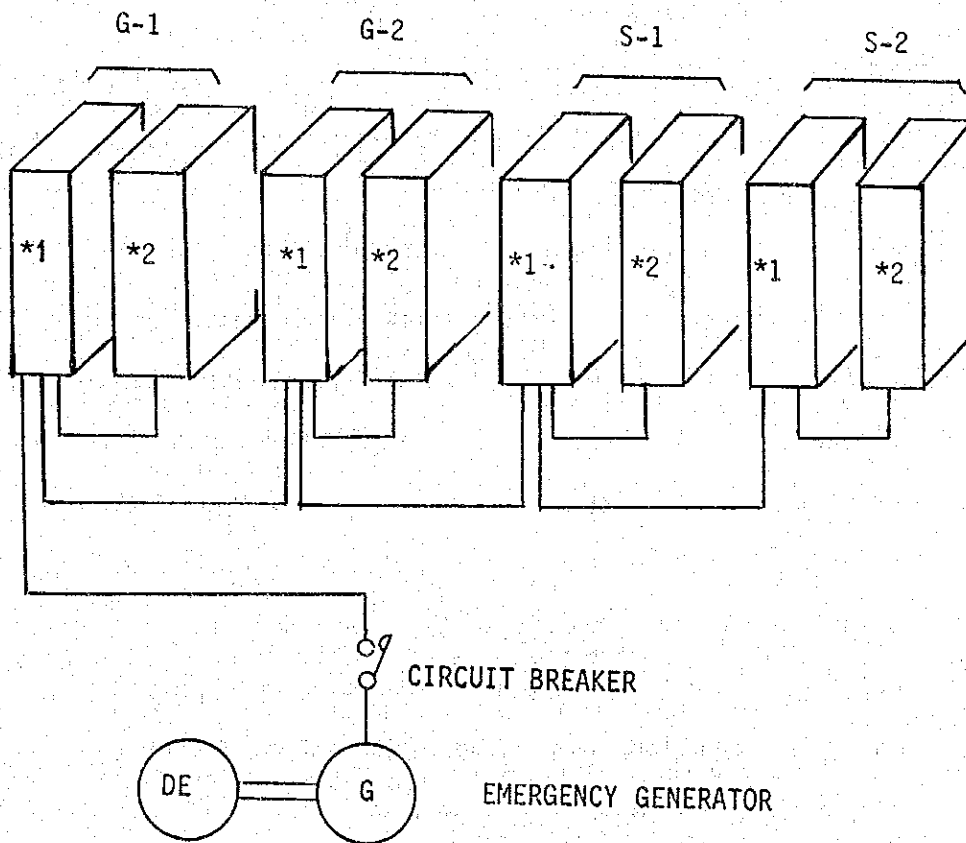 G-1
G-2
S-1
S-2
*1
*2
*1
*2
*1
*2
*1
*2
CIRCUIT BREAKER
DE
G
EMERGENCY GENERATOR